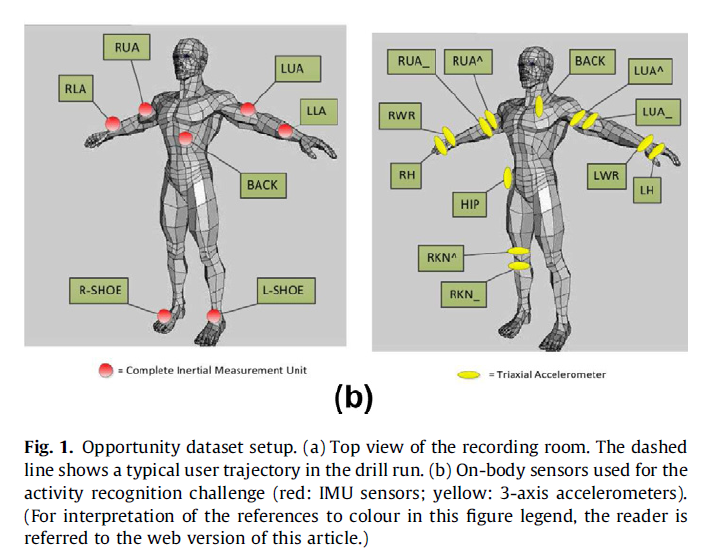 RUA
LUA
RLA
LLA
BACK
R-SHOE
L-SHOE
= Complete Inertial Measurement Unit
RUA_
RUA^
BACK
LUA^
RWR
LUA_
RH
LWR
LH
HIP
RKN^
RKN_
= Triaxial Accelerometer
(b)
Fig. 1. Opportunity dataset setup. (a) Top view of the recording room. The dashed
line shows a typical user trajectory in the drill run. (b) On-body sensors used for the
activity recognition challenge (red: IMU sensors; yellow: 3-axis accelerometers).
(For interpretation of the references to colour in this figure legend, the reader is
referred to the web version of this article.)